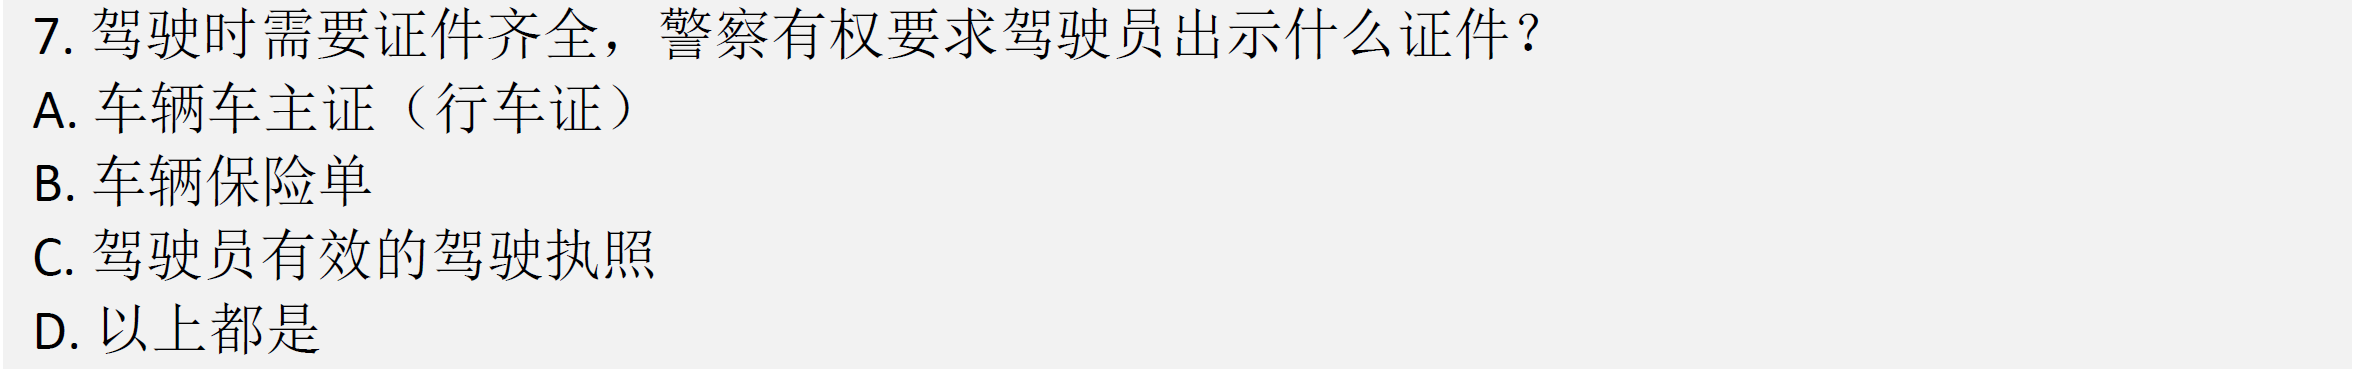 7. 驾驶时需要证件齐全，警察有权要求驾驶员出示什么证件？
A. 车辆车主证（行车证）
B. 车辆保险单
C. 驾驶员有效的驾驶执照
D. 以上都是